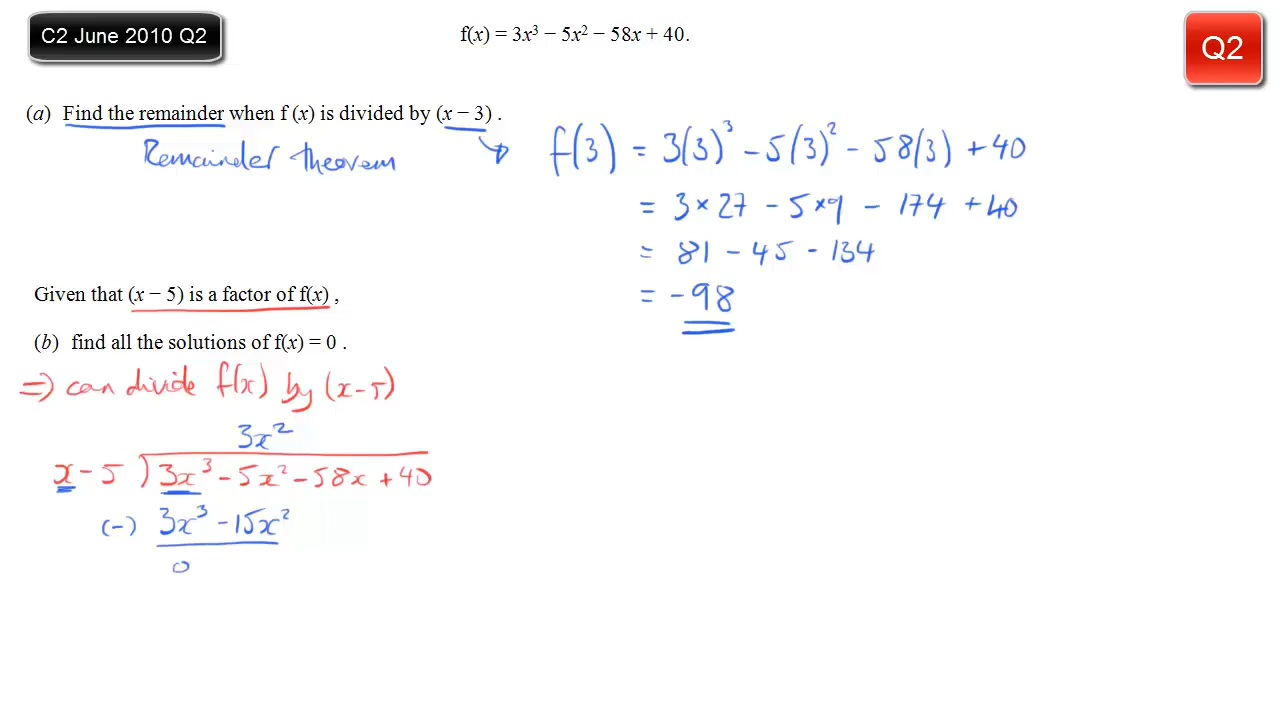 C2 June 2010 Q2
f(x) = 3x³ − 5x² − 58x + 40.
Q2
(a) Find the remainder when f (x) is divided by (x − 3) .
Remainder theorem
f(3) = 3(3)³ − 5(3)² − 58(3) + 40
= 3 × 27 − 5 × 9 − 174 + 40
= 81 − 45 − 134
= − 98
Given that (x − 5) is a factor of f(x) ,
(b) find all the solutions of f(x) = 0 .
⇒ can divide f(x) by (x − 5)
3x²
x − 5 ) 3x³ − 5x² − 58x + 40
(−) 3x³ − 15x²
0